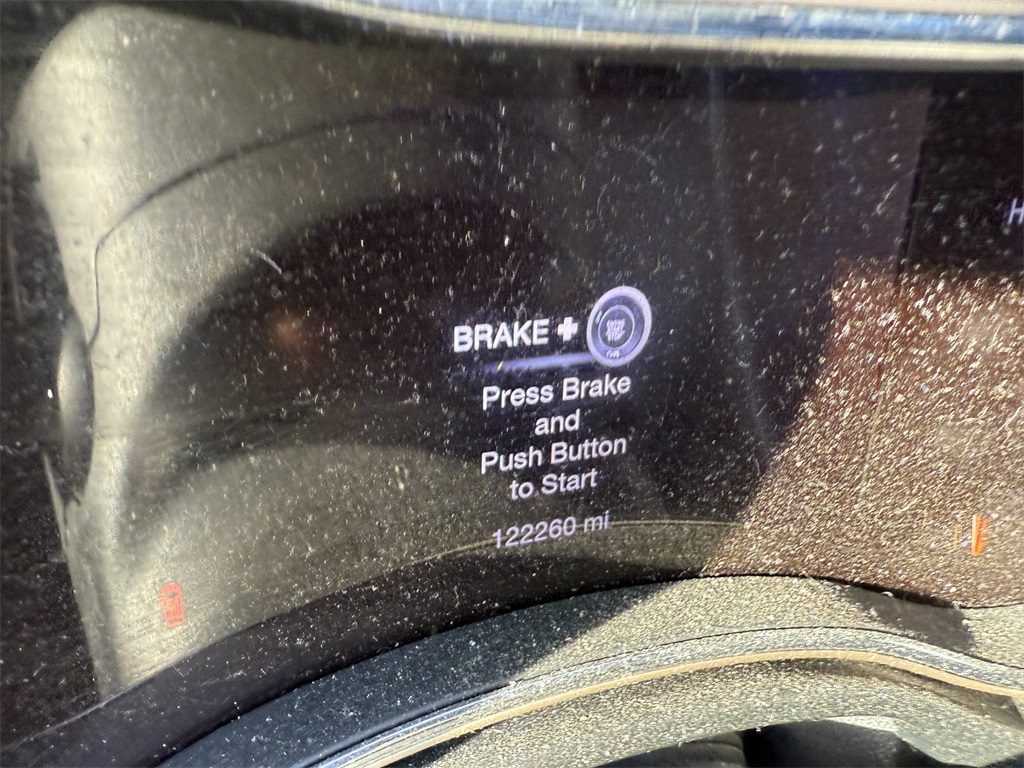 H
BRAKE +
Press Brake
and
Push Button
to Start
122260 mi